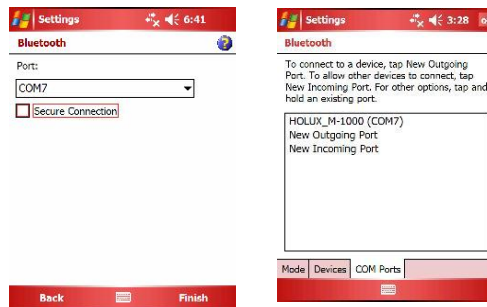 Settings 6:41
Bluetooth
Port:
COM7
Secure Connection
Back Finish
Settings 3:28
Bluetooth
To connect to a device, tap New Outgoing
Port. To allow other devices to connect, tap
New Incoming Port. For other options, tap and
hold an existing port.
HOLUX_M-1000 (COM7)
New Outgoing Port
New Incoming Port
Mode Devices COM Ports